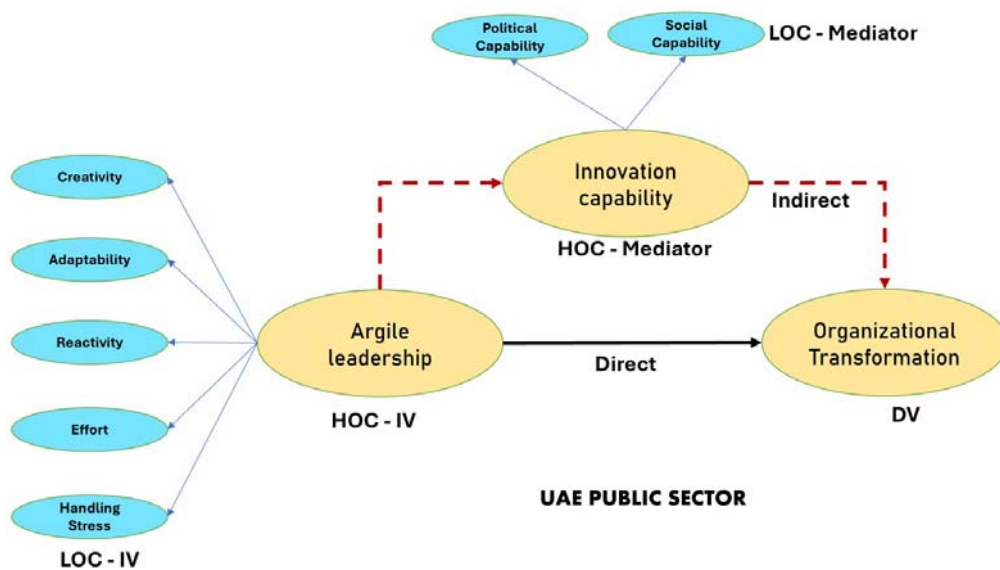 Political
Capability
Social
Capability
LOC - Mediator
Innovation
capability
Indirect
HOC - Mediator
Creativity
Adaptability
Reactivity
Effort
Handling
Stress
LOC - IV
Argile
leadership
HOC - IV
Direct
Organizational
Transformation
DV
UAE PUBLIC SECTOR